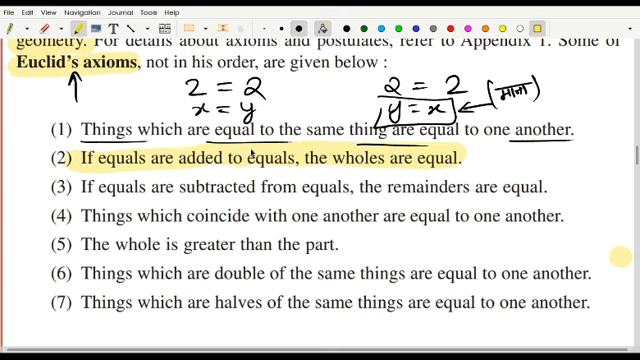 File Edit View Navigation Journal Tools Help
geometry. For details about axioms and postulates, refer to Appendix 1. Some of
Euclid's axioms, not in his order, are given below :
2 = 2
x = y
2 = 2
y = x
(माना)
(1) Things which are equal to the same thing are equal to one another.
(2) If equals are added to equals, the wholes are equal.
(3) If equals are subtracted from equals, the remainders are equal.
(4) Things which coincide with one another are equal to one another.
(5) The whole is greater than the part.
(6) Things which are double of the same things are equal to one another.
(7) Things which are halves of the same things are equal to one another.